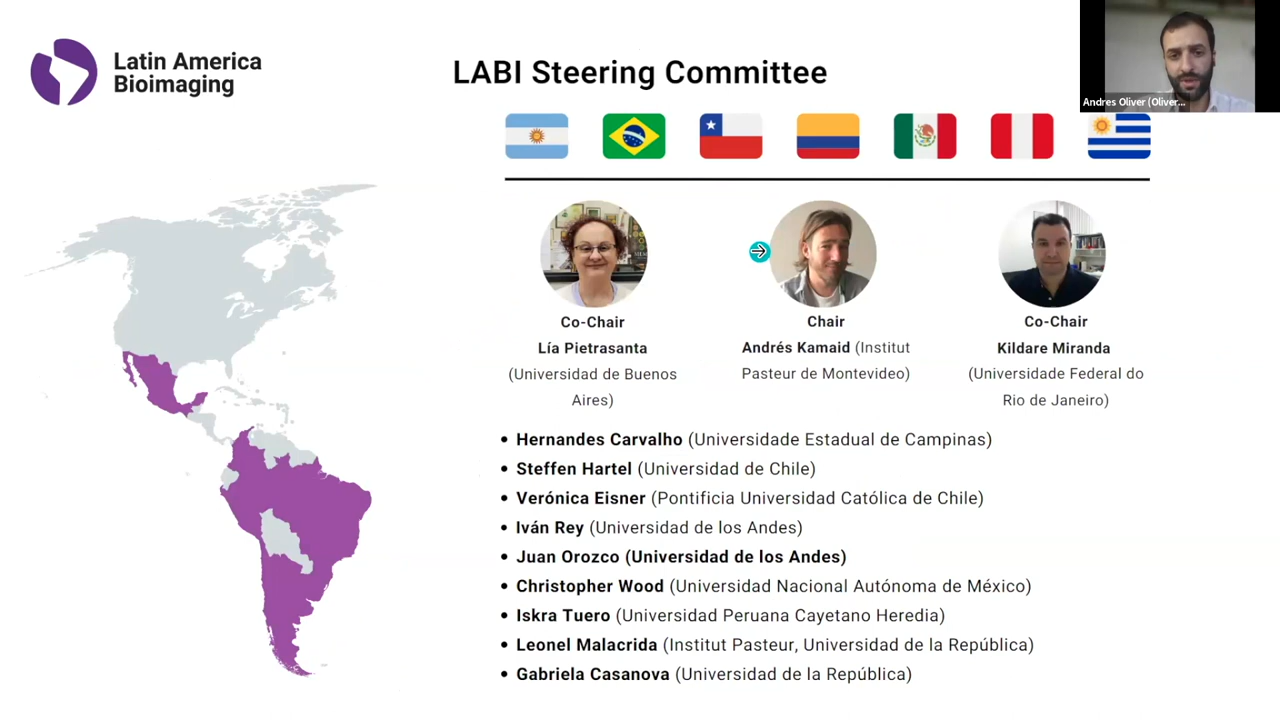 Latin America
Bioimaging
LABI Steering Committee
Andres Oliver (Oliver...
Co-Chair
Lía Pietrasanta
(Universidad de Buenos
Aires)
Chair
Andrés Kamaid (Institut
Pasteur de Montevideo)
Co-Chair
Kildare Miranda
(Universidade Federal do
Rio de Janeiro)
• Hernandes Carvalho (Universidade Estadual de Campinas)
• Steffen Hartel (Universidad de Chile)
• Verónica Eisner (Pontificia Universidad Católica de Chile)
• Iván Rey (Universidad de los Andes)
• Juan Orozco (Universidad de los Andes)
• Christopher Wood (Universidad Nacional Autónoma de México)
• Iskra Tuero (Universidad Peruana Cayetano Heredia)
• Leonel Malacrida (Institut Pasteur, Universidad de la República)
• Gabriela Casanova (Universidad de la República)